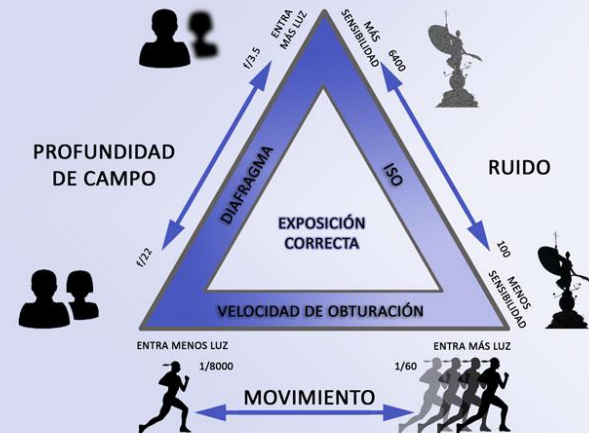 ENTRA
MÁS LUZ
f/3.5
MÁS
SENSIBILIDAD
6400
PROFUNDIDAD
DE CAMPO
DIAFRAGMA
ISO
RUIDO
EXPOSICIÓN
CORRECTA
f/22
100
MENOS
SENSIBILIDAD
VELOCIDAD DE OBTURACIÓN
ENTRA MENOS LUZ
ENTRA MÁS LUZ
1/8000
1/60
MOVIMIENTO